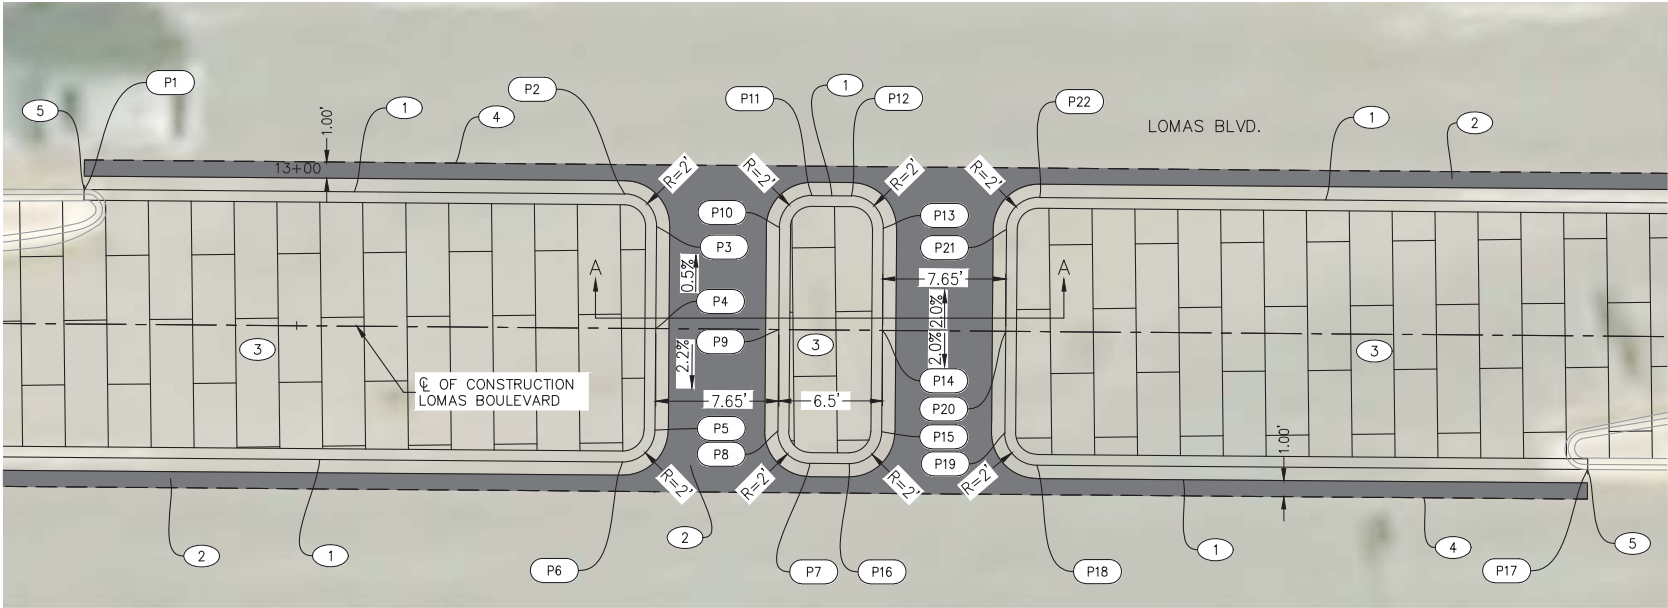 P1
5
1
4
P2
P11
1
P12
P22
1
2
LOMAS BLVD.
1.00'
13+00
R=2'
R=2'
R=2'
R=2'
P10
P3
P13
P21
0.5%
A
7.65'
A
P4
2.0%
P9
3
3
3
2.2%
2.0%
℄ OF CONSTRUCTION
LOMAS BOULEVARD
P14
7.65'
6.5'
P20
P5
P15
P8
P19
1.00'
R=2'
R=2'
R=2'
R=2'
2
1
2
P6
P7
P16
P18
1
4
5
P17